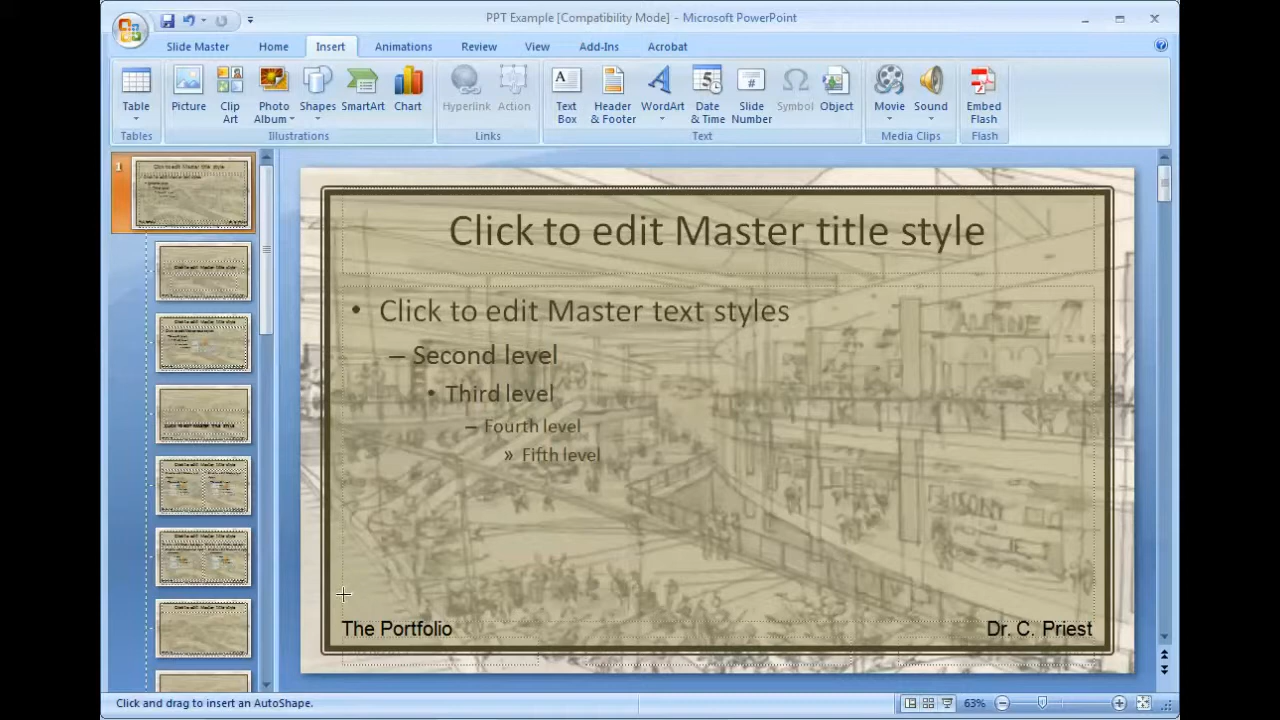 PPT Example [Compatibility Mode] - Microsoft PowerPoint
Slide Master Home Insert Animations Review View Add-Ins Acrobat
Table Picture Clip Art Photo Album Shapes SmartArt Chart Hyperlink Action Text Box Header & Footer WordArt Date & Time Slide Number Symbol Object Movie Sound Embed Flash
Tables Illustrations Links Text Media Clips Flash
1
Click to edit Master title style
• Click to edit Master text styles
– Second level
• Third level
– Fourth level
» Fifth level
The Portfolio
Dr. C. Priest
Click and drag to insert an AutoShape.
63%